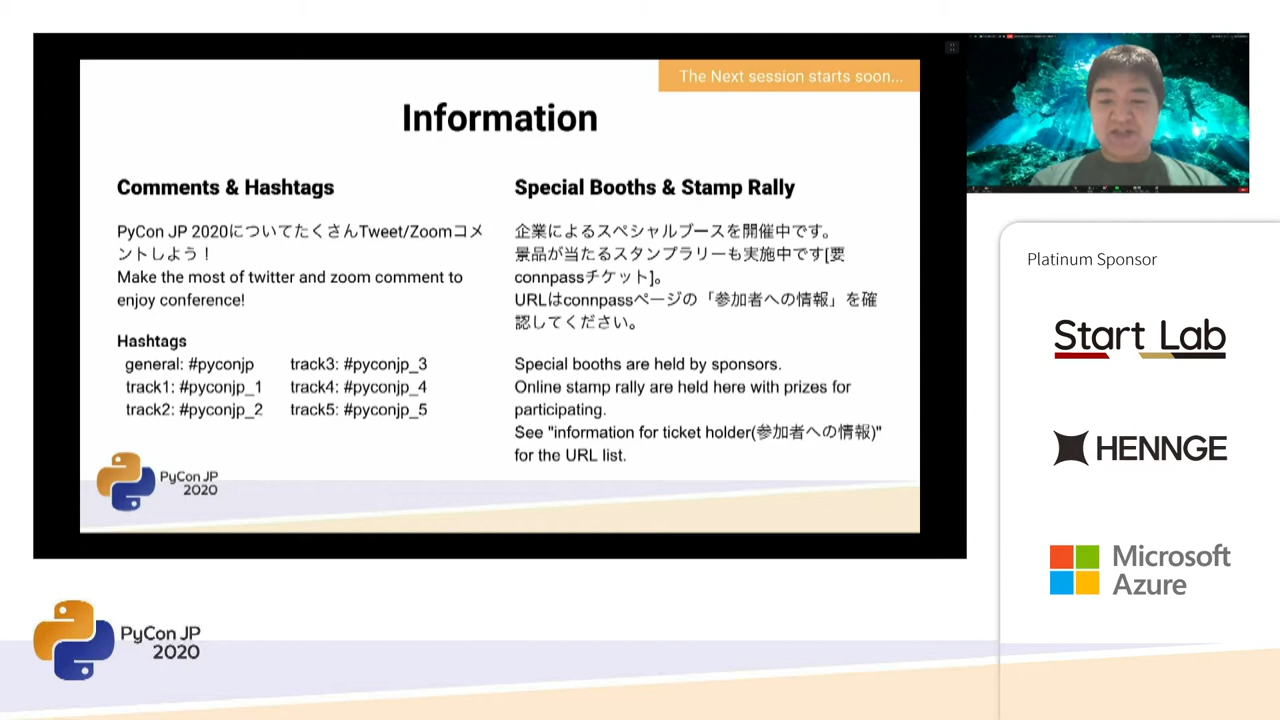 The Next session starts soon...
Information
Comments & Hashtags
PyCon JP 2020についてたくさんTweet/Zoomコメ
ントしよう！
Make the most of twitter and zoom comment to
enjoy conference!
Hashtags
general: #pyconjp
track1: #pyconjp_1
track2: #pyconjp_2
track3: #pyconjp_3
track4: #pyconjp_4
track5: #pyconjp_5
Special Booths & Stamp Rally
企業によるスペシャルブースを開催中です。
景品が当たるスタンプラリーも実施中です[要
connpassチケット]。
URLはconnpassページの「参加者への情報」を確
認してください。
Special booths are held by sponsors.
Online stamp rally are held here with prizes for
participating.
See "information for ticket holder(参加者への情報)"
for the URL list.
PyCon JP
2020
Platinum Sponsor
Start Lab
HENNGE
Microsoft
Azure
PyCon JP
2020